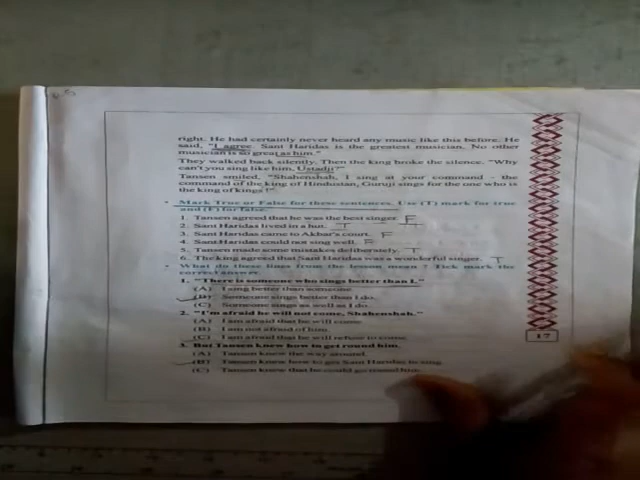 right. He had certainly never heard any music like this before. He
said, "I agree. Sant Haridas is the greatest musician. No other
musician is so great as him."
They walked back silently. Then the king broke the silence. "Why
can't you sing like him, Ustadji?"
Tansen smiled, "Shahenshah, I sing at your command - the
command of the king of Hindustan, Guruji sings for the one who is
the king of kings!"
• Mark True or False for these sentences. Use (T) mark for true
and (F) for false.
1. Tansen agreed that he was the best singer. F
2. Sant Haridas lived in a hut. T
3. Sant Haridas came to Akbar's court. F
4. Sant Haridas could not sing well. F
5. Tansen made some mistakes deliberately. T
6. The king agreed that Sant Haridas was a wonderful singer. T
• What do these lines from the lesson mean ? Tick mark the
correct answer.
1. "There is someone who sings better than I."
(A) I sing better than someone.
(B) Someone sings better than I do.
(C) Someone sings as well as I do.
2. "I'm afraid he will not come, Shahenshah."
(A) I am afraid that he will come.
(B) I am not afraid of him.
(C) I am afraid that he will refuse to come.
3. But Tansen knew how to get round him.
(A) Tansen knew the way around.
(B) Tansen knew how to get Sant Haridas to sing.
(C) Tansen knew that he could go round him.
17